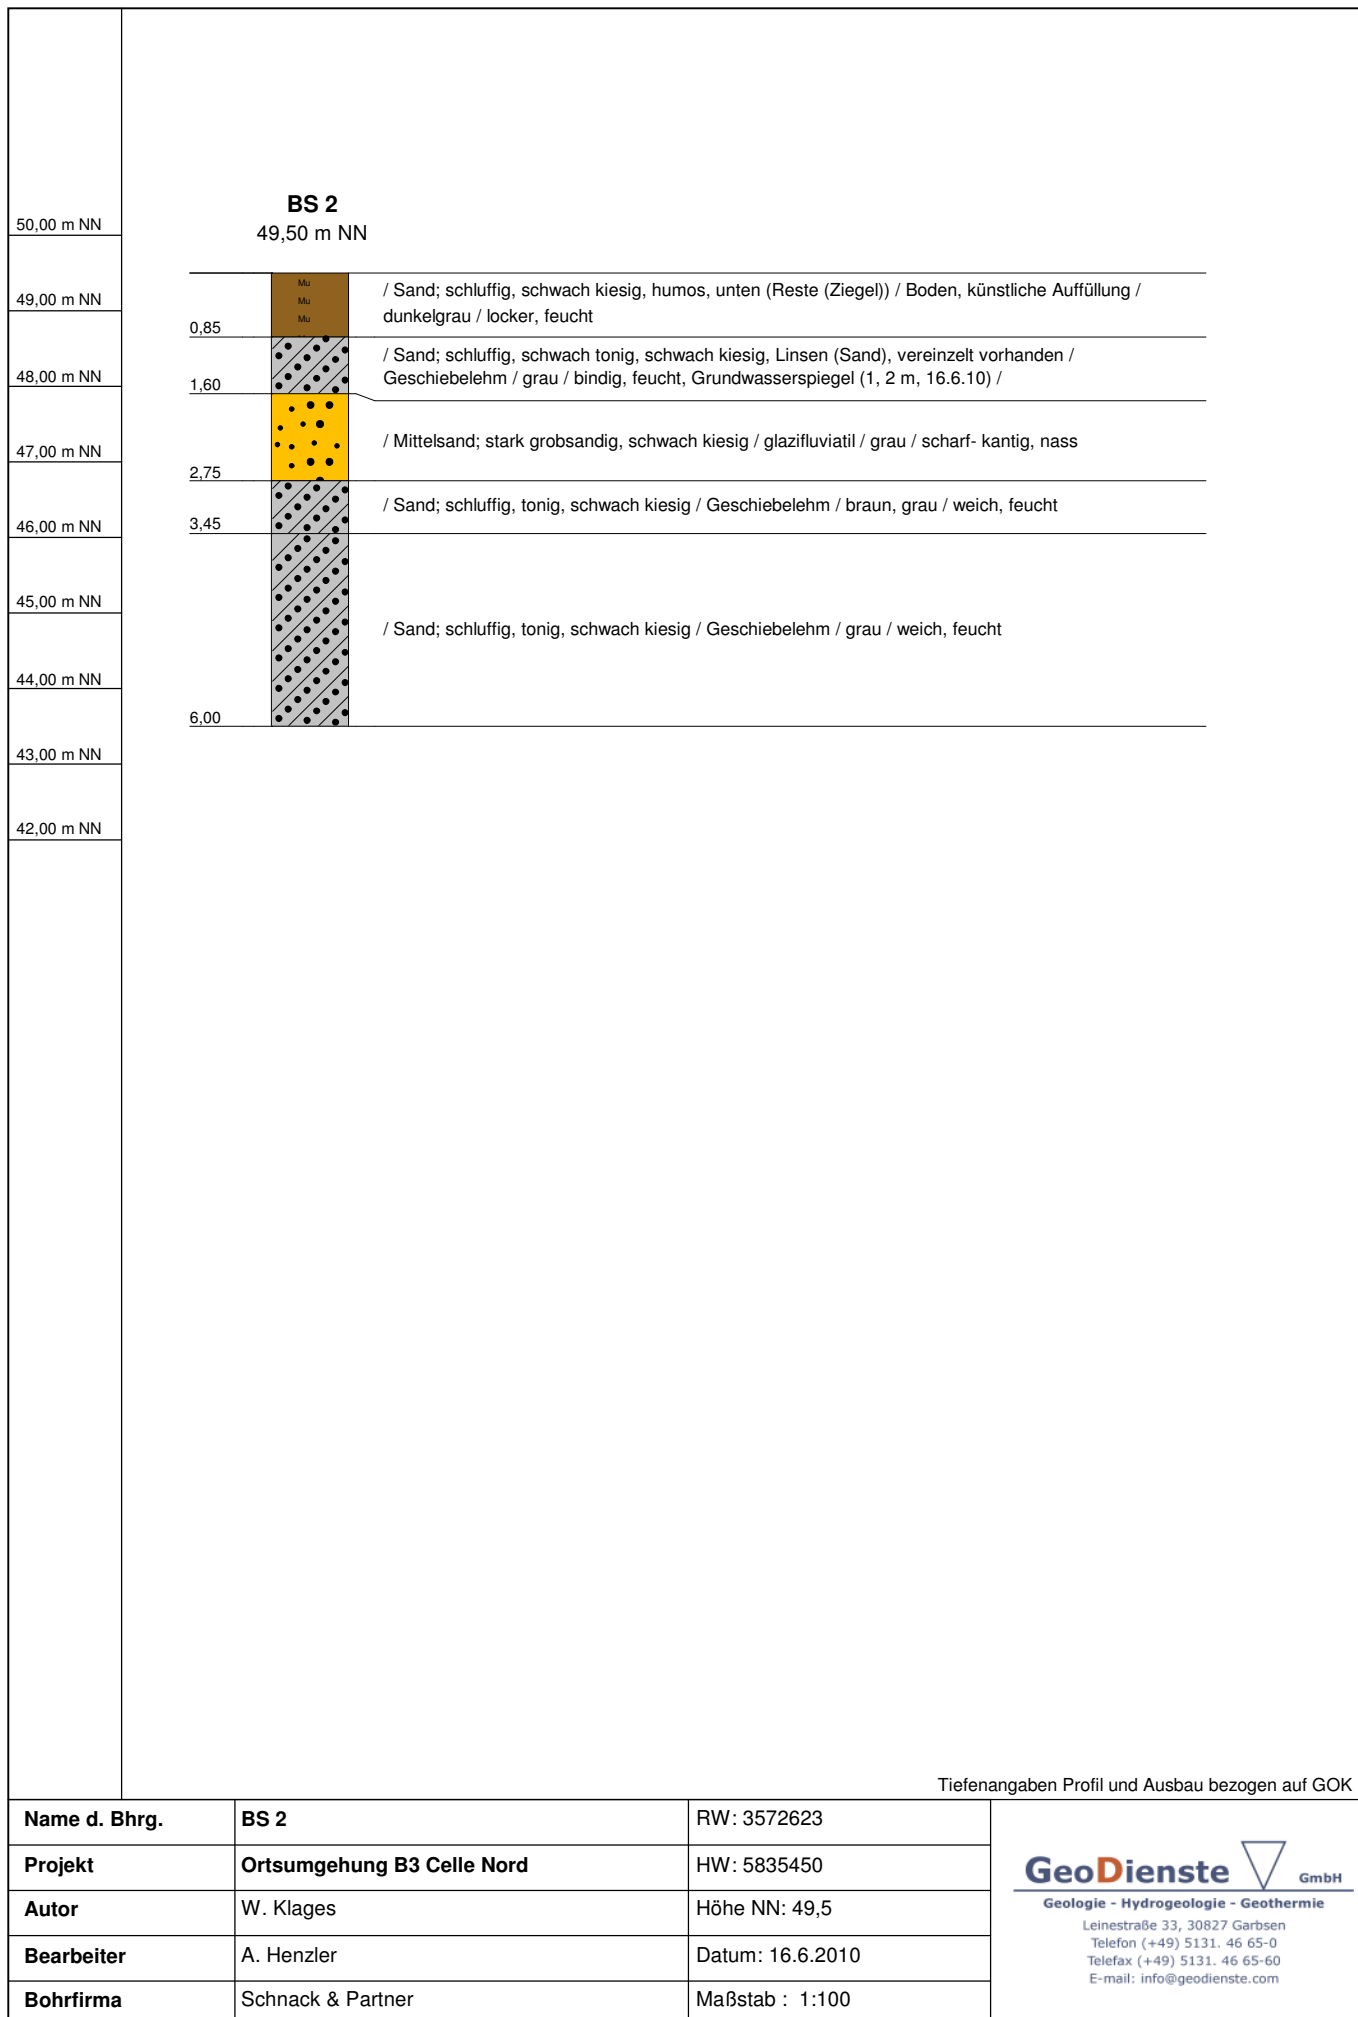 BS 2
49,50 m NN
50,00 m NN
49,00 m NN
48,00 m NN
47,00 m NN
46,00 m NN
45,00 m NN
44,00 m NN
43,00 m NN
42,00 m NN
Mu
Mu
Mu
0,85
/ Sand; schluffig, schwach kiesig, humos, unten (Reste (Ziegel)) / Boden, künstliche Auffüllung /
dunkelgrau / locker, feucht
1,60
/ Sand; schluffig, schwach tonig, schwach kiesig, Linsen (Sand), vereinzelt vorhanden /
Geschiebelehm / grau / bindig, feucht, Grundwasserspiegel (1, 2 m, 16.6.10) /
2,75
/ Mittelsand; stark grobsandig, schwach kiesig / glazifluviatil / grau / scharf- kantig, nass
3,45
/ Sand; schluffig, tonig, schwach kiesig / Geschiebelehm / braun, grau / weich, feucht
6,00
/ Sand; schluffig, tonig, schwach kiesig / Geschiebelehm / grau / weich, feucht
Tiefenangaben Profil und Ausbau bezogen auf GOK
Name d. Bhrg. BS 2 RW: 3572623
Projekt Ortsumgehung B3 Celle Nord HW: 5835450
Autor W. Klages Höhe NN: 49,5
Bearbeiter A. Henzler Datum: 16.6.2010
Bohrfirma Schnack & Partner Maßstab : 1:100
GeoDienste GmbH
Geologie - Hydrogeologie - Geothermie
Leinestraße 33, 30827 Garbsen
Telefon (+49) 5131. 46 65-0
Telefax (+49) 5131. 46 65-60
E-mail: info@geodienste.com